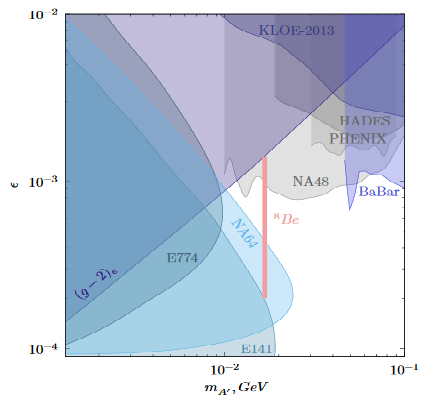 10⁻²
KLOE-2013
HADES
PHENIX
ϵ
10⁻³
NA48
BaBar
⁸Be
NA64
E774
(g−2)ₑ
10⁻⁴
E141
10⁻²
10⁻¹
m_A', GeV